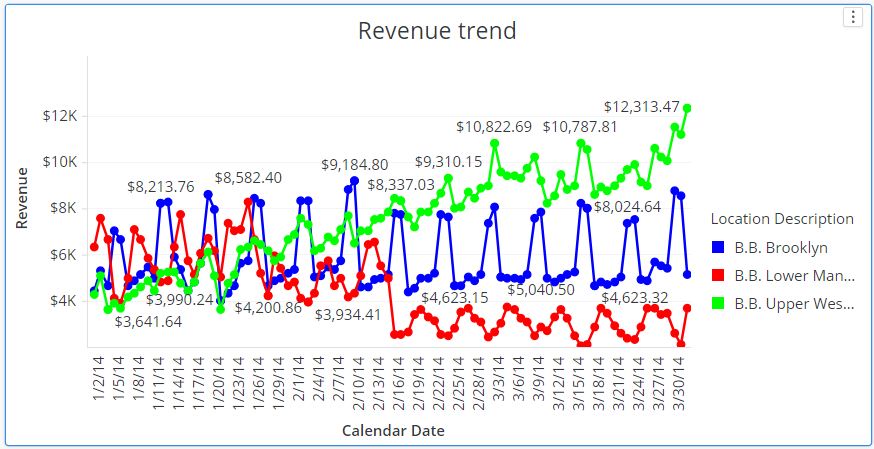 Revenue trend
$12,313.47
$12K
$10,822.69 $10,787.81
$10K
$9,184.80 $9,310.15
$8,213.76 $8,582.40 $8,337.03
$8K
$8,024.64
Revenue
Location Description
B.B. Brooklyn
$6K
B.B. Lower Man...
$4K
$3,990.24 $4,623.15 $5,040.50 $4,623.32
B.B. Upper Wes...
$3,641.64 $4,200.86 $3,934.41
1/2/14 1/5/14 1/8/14 1/11/14 1/14/14 1/17/14 1/20/14 1/23/14 1/26/14 1/29/14 2/1/14 2/4/14 2/7/14 2/10/14 2/13/14 2/16/14 2/19/14 2/22/14 2/25/14 2/28/14 3/3/14 3/6/14 3/9/14 3/12/14 3/15/14 3/18/14 3/21/14 3/24/14 3/27/14 3/30/14
Calendar Date